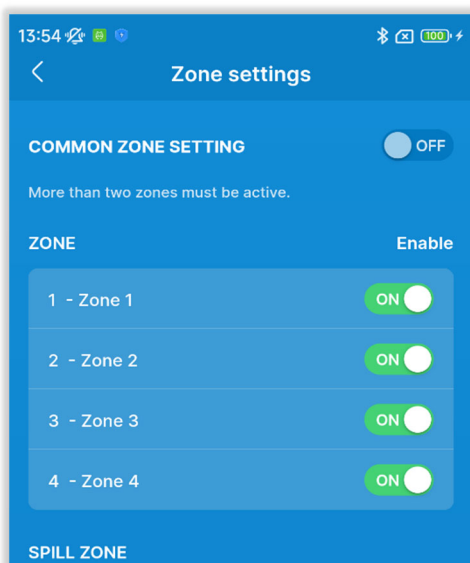 13:54
100
Zone settings
COMMON ZONE SETTING OFF
More than two zones must be active.
ZONE Enable
1 - Zone 1 ON
2 - Zone 2 ON
3 - Zone 3 ON
4 - Zone 4 ON
SPILL ZONE